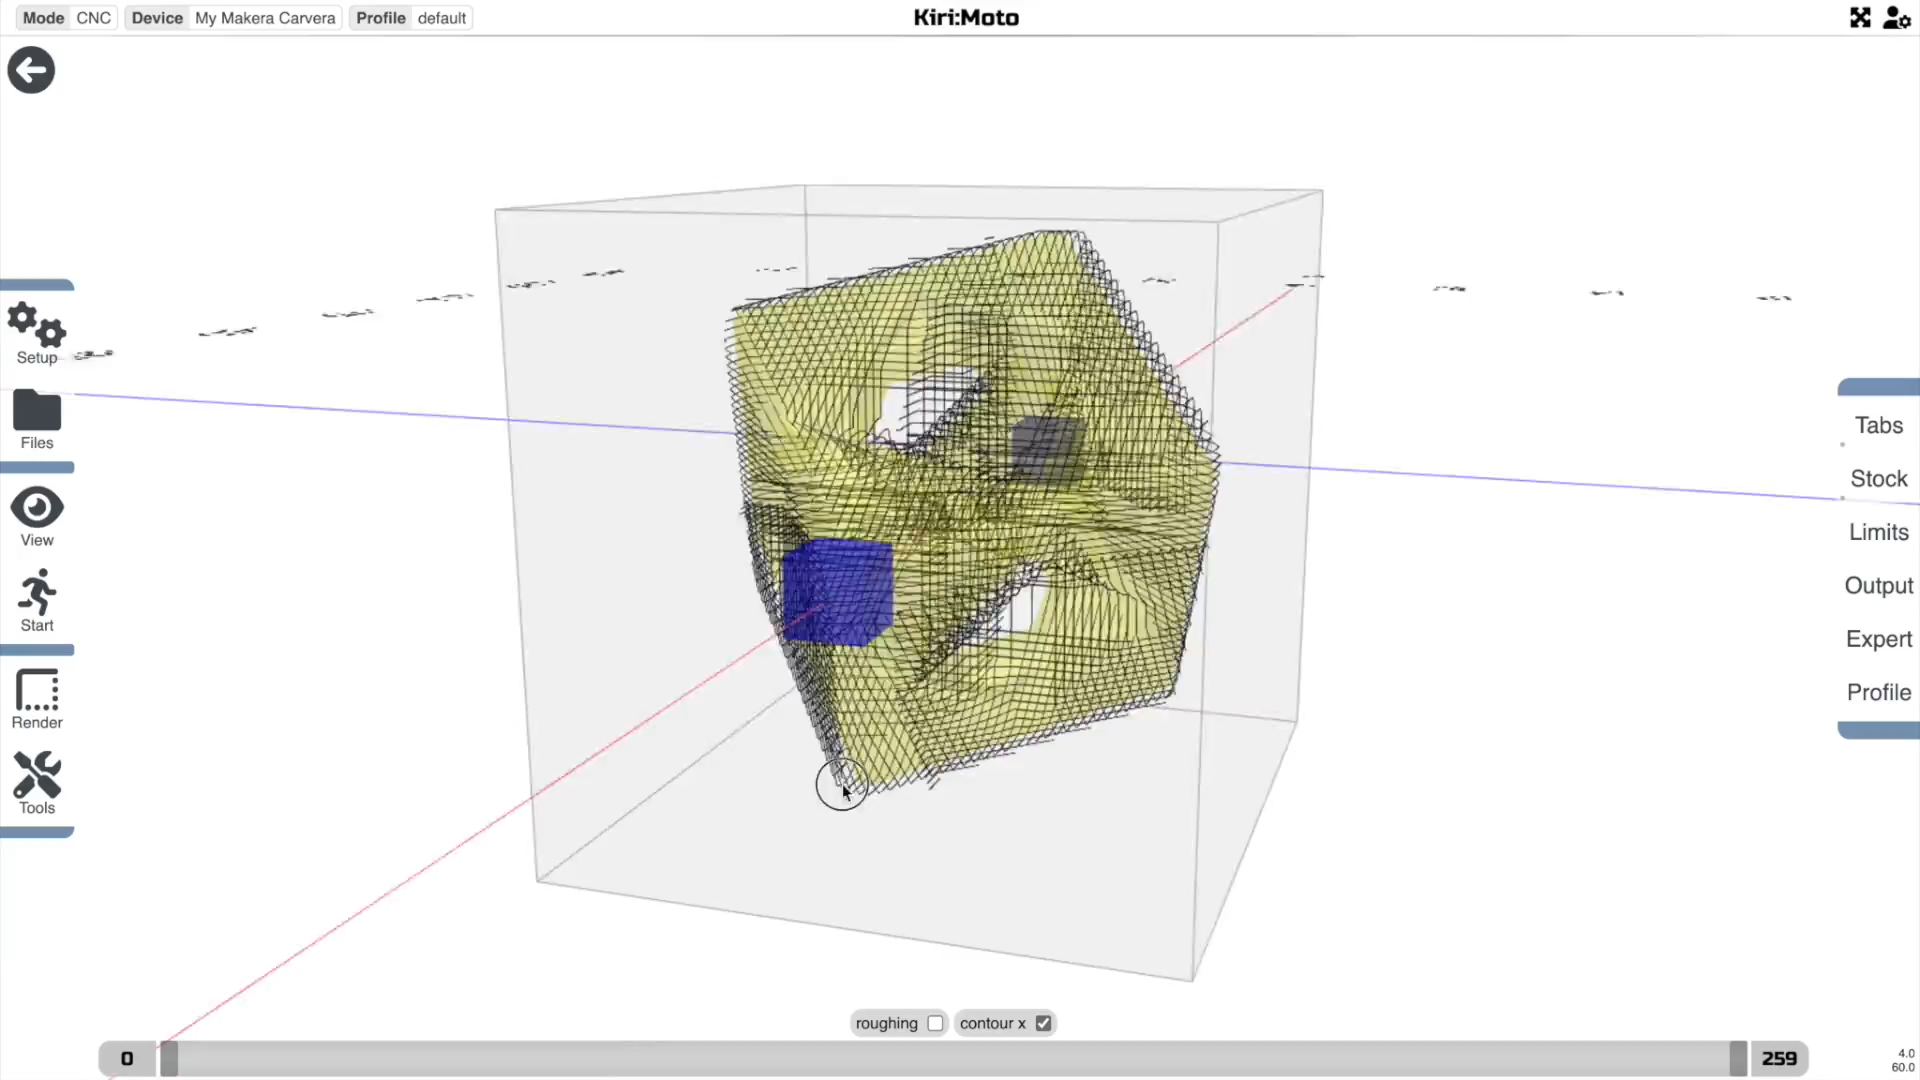 Mode CNC Device My Makera Carvera Profile default
Kiri:Moto
Setup
Files
View
Start
Render
Tools
Tabs
Stock
Limits
Output
Expert
Profile
roughing contour x
0
259
4.0
60.0